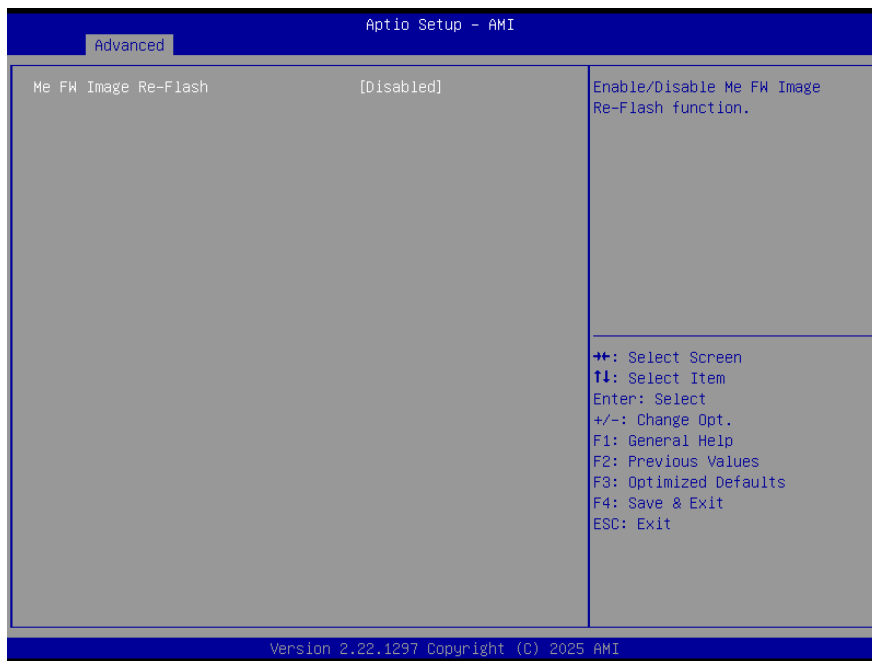 Aptio Setup – AMI
Advanced
Me FW Image Re-Flash [Disabled]
Enable/Disable Me FW Image
Re-Flash function.
→←: Select Screen
↑↓: Select Item
Enter: Select
+/-: Change Opt.
F1: General Help
F2: Previous Values
F3: Optimized Defaults
F4: Save & Exit
ESC: Exit
Version 2.22.1297 Copyright (C) 2025 AMI